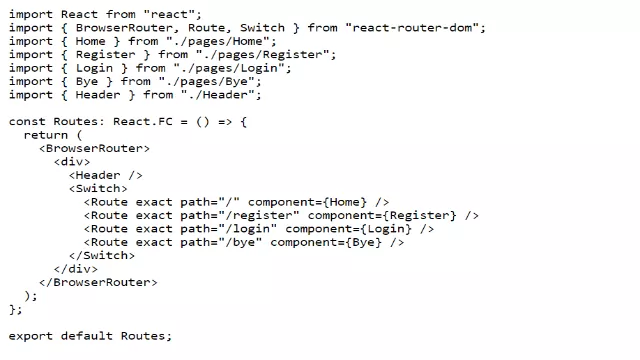 import React from "react";
import { BrowserRouter, Route, Switch } from "react-router-dom";
import { Home } from "./pages/Home";
import { Register } from "./pages/Register";
import { Login } from "./pages/Login";
import { Bye } from "./pages/Bye";
import { Header } from "./Header";

const Routes: React.FC = () => {
  return (
    <BrowserRouter>
      <div>
        <Header />
        <Switch>
          <Route exact path="/" component={Home} />
          <Route exact path="/register" component={Register} />
          <Route exact path="/login" component={Login} />
          <Route exact path="/bye" component={Bye} />
        </Switch>
      </div>
    </BrowserRouter>
  );
};

export default Routes;